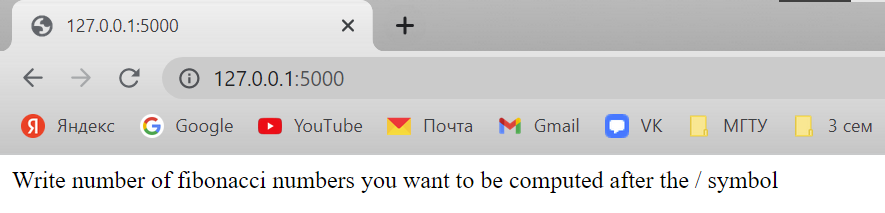 127.0.0.1:5000
127.0.0.1:5000
Яндекс Google YouTube Почта Gmail VK МГТУ 3 сем
Write number of fibonacci numbers you want to be computed after the / symbol